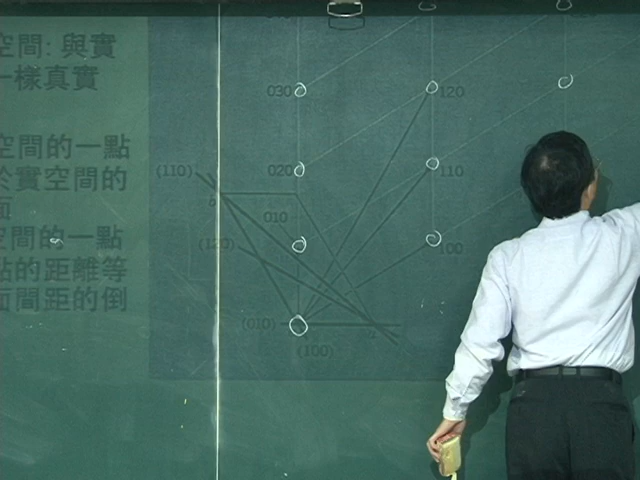 空間: 與實
一樣真實
空間的一點
於實空間的
面
空間的一點
點的距離等
面間距的倒
030
120
020
110
(110)
010
(120)
100
(010)
(100)